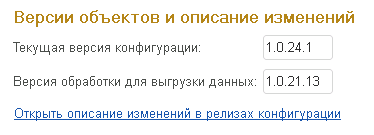 Версии объектов и описание изменений
Текущая версия конфигурации: 1.0.24.1
Версия обработки для выгрузки данных: 1.0.21.13
Открыть описание изменений в релизах конфигурации